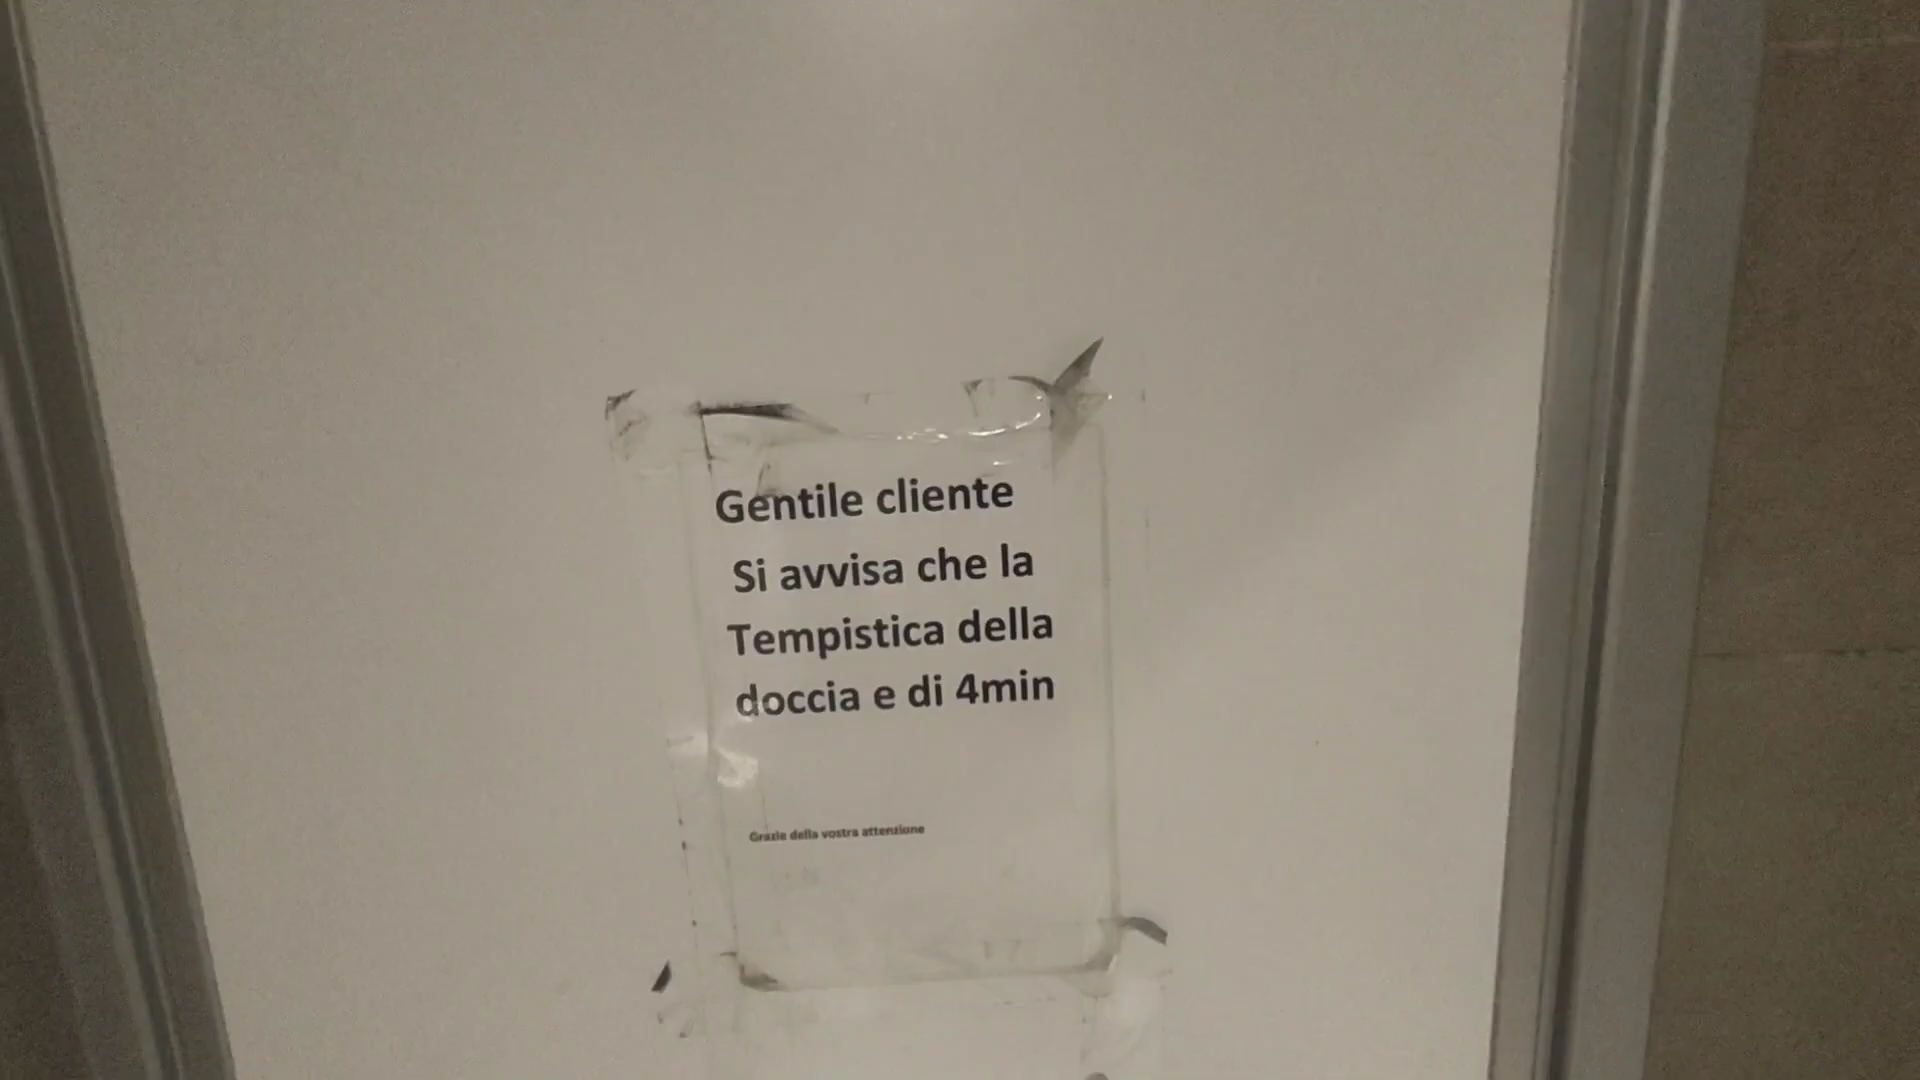 Gentile cliente
Si avvisa che la
Tempistica della
doccia e di 4min
Grazie della vostra attenzione